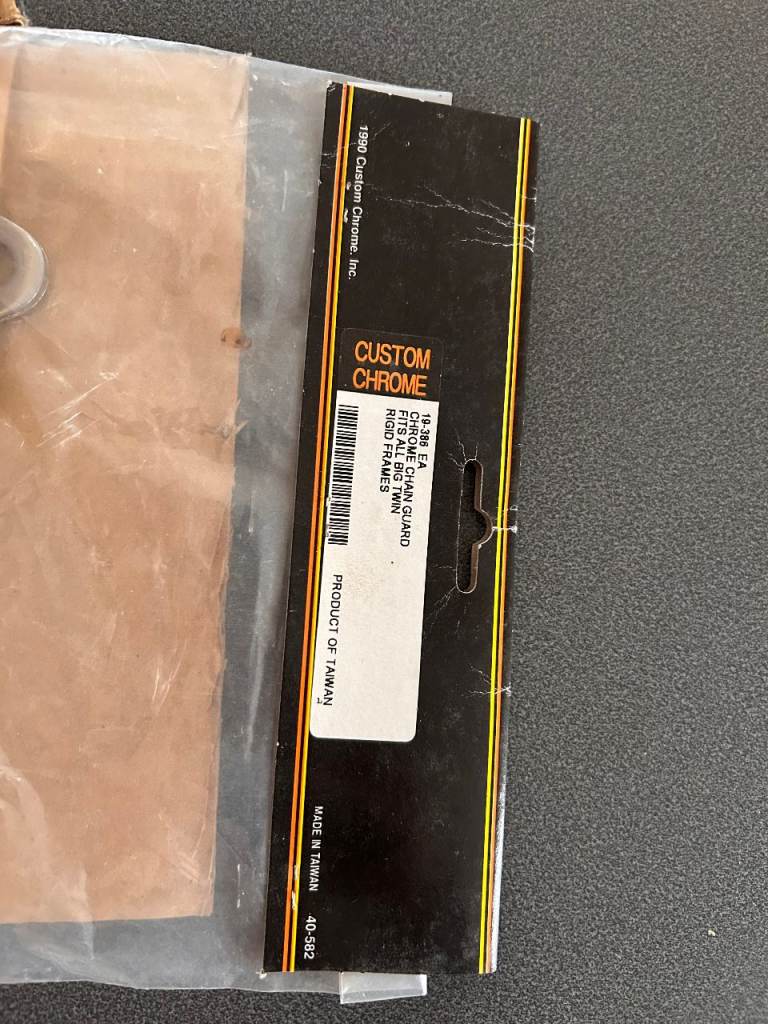 1990 Custom Chrome, Inc.
CUSTOM
CHROME
19-386 EA
CHROME CHAIN GUARD
FITS ALL BIG TWIN
RIGID FRAMES
PRODUCT OF TAIWAN
MADE IN TAIWAN
40-582